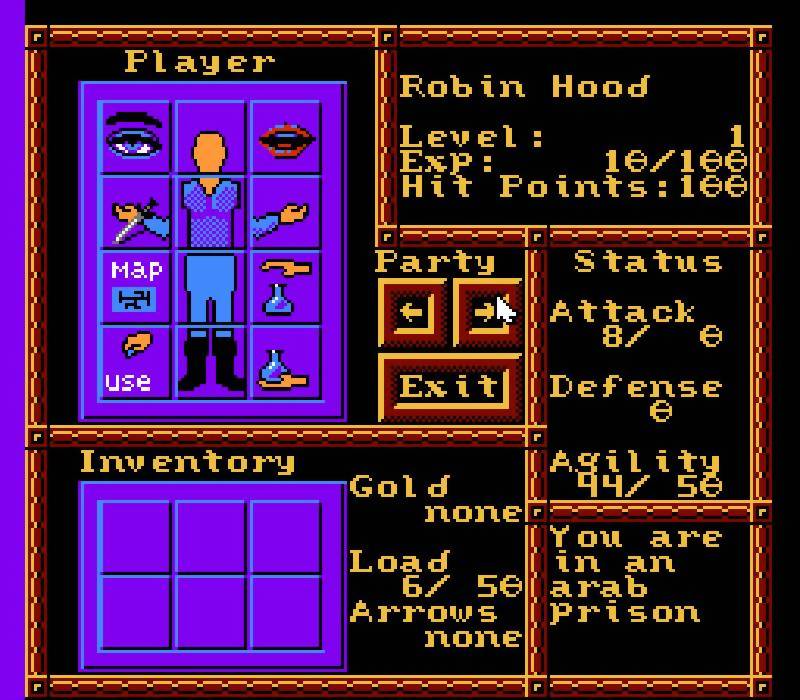 Player
Robin Hood
Level: 1
Exp: 10/100
Hit Points:100
Map
use
Party
Exit
Status
Attack
8/ 0
Defense
0
Agility
44/ 50
Inventory
Gold
none
Load
6/ 50
Arrows
none
You are
in an
arab
prison